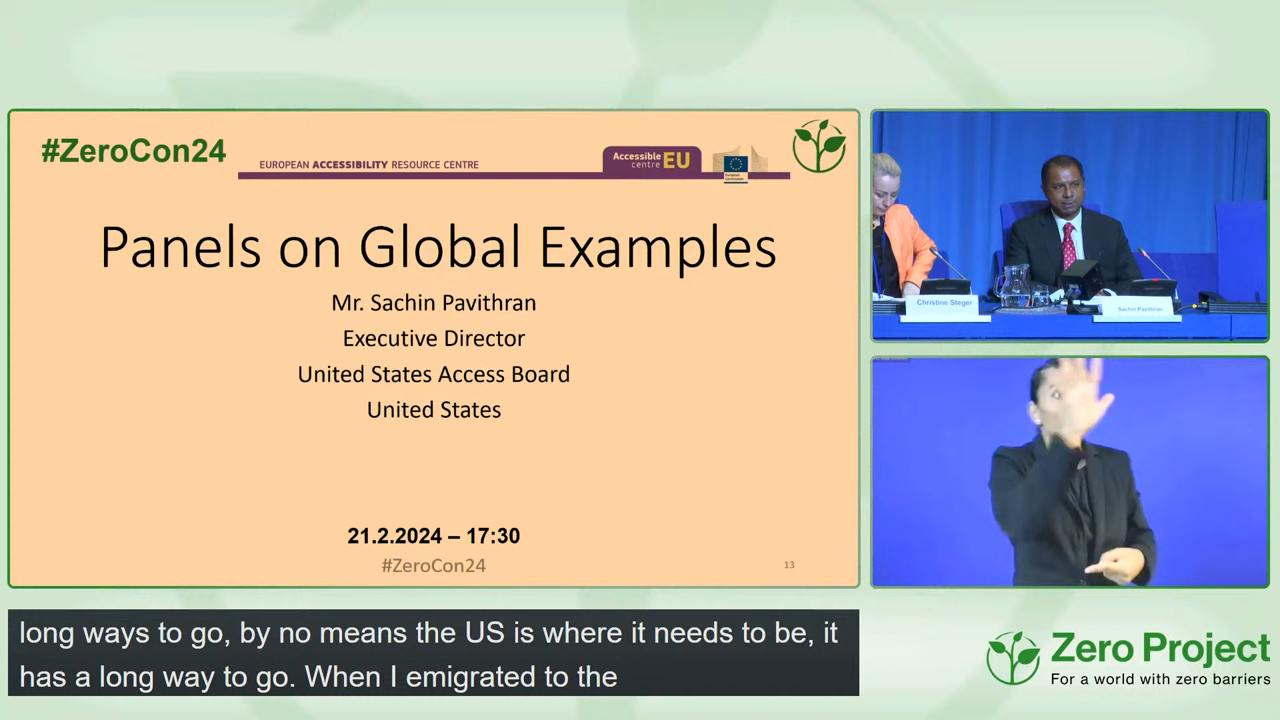 #ZeroCon24
EUROPEAN ACCESSIBILITY RESOURCE CENTRE
Accessible
centre EU
European
Commission
Panels on Global Examples
Mr. Sachin Pavithran
Executive Director
United States Access Board
United States
21.2.2024 – 17:30
#ZeroCon24
13
Christine Steger
Sachin Pavithran
long ways to go, by no means the US is where it needs to be, it
has a long way to go. When I emigrated to the
Zero Project
For a world with zero barriers